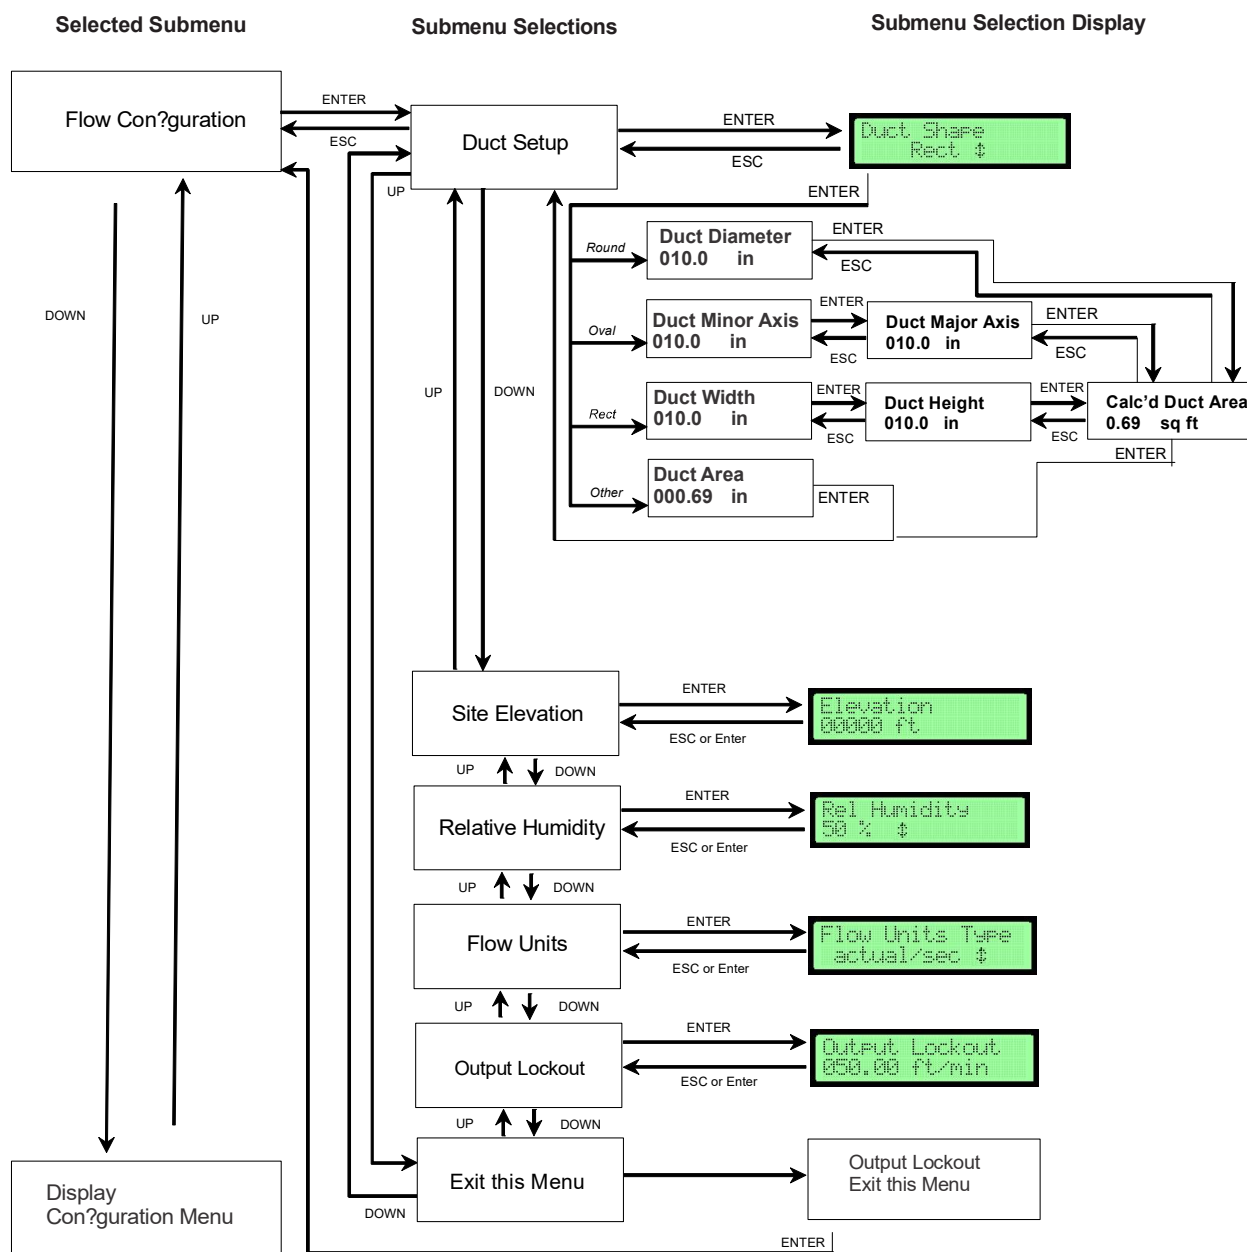 Selected Submenu
Submenu Selections
Submenu Selection Display
Flow Con?guration
ENTER
ESC
Duct Setup
ENTER
ESC
Duct Shape
Rect ↕
ENTER
UP
Round
Duct Diameter
010.0 in
ENTER
ESC
DOWN
UP
Oval
Duct Minor Axis
010.0 in
ENTER
ESC
Duct Major Axis
010.0 in
ENTER
ESC
UP
DOWN
Rect
Duct Width
010.0 in
ENTER
ESC
Duct Height
010.0 in
ENTER
ESC
Calc'd Duct Area
0.69 sq ft
ENTER
Other
Duct Area
000.69 in
ENTER
Site Elevation
ENTER
ESC or Enter
Elevation
00000 ft
UP
DOWN
Relative Humidity
ENTER
ESC or Enter
Rel Humidity
50 % ↕
UP
DOWN
Flow Units
ENTER
ESC or Enter
Flow Units Type
actual/sec ↕
UP
DOWN
Output Lockout
ENTER
ESC or Enter
Output Lockout
050.00 ft/min
UP
DOWN
Exit this Menu
Output Lockout
Exit this Menu
DOWN
ENTER
Display
Con?guration Menu